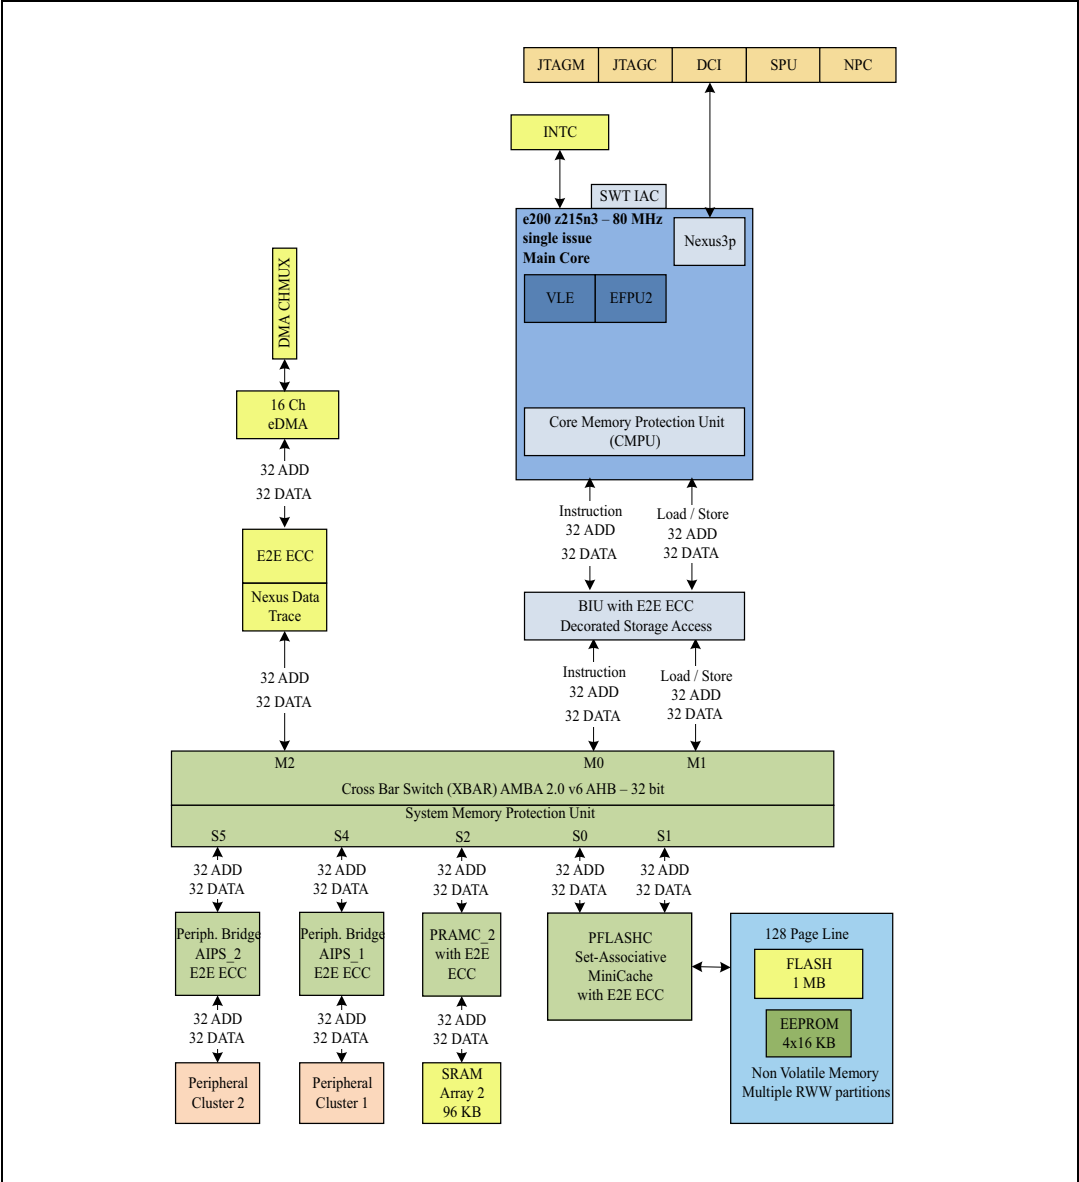 JTAGM JTAGC DCI SPU NPC
INTC
SWT IAC
e200 z215n3 – 80 MHz
single issue
Main Core
Nexus3p
VLE EFPU2
Core Memory Protection Unit
(CMPU)
DMA CHMUX
16 Ch
eDMA
32 ADD
32 DATA
E2E ECC
Nexus Data
Trace
32 ADD
32 DATA
Instruction
32 ADD
32 DATA
Load / Store
32 ADD
32 DATA
BIU with E2E ECC
Decorated Storage Access
Instruction
32 ADD
32 DATA
Load / Store
32 ADD
32 DATA
M2 M0 M1
Cross Bar Switch (XBAR) AMBA 2.0 v6 AHB – 32 bit
System Memory Protection Unit
S5 S4 S2 S0 S1
32 ADD
32 DATA
32 ADD
32 DATA
32 ADD
32 DATA
32 ADD
32 DATA
32 ADD
32 DATA
Periph. Bridge
AIPS_2
E2E ECC
Periph. Bridge
AIPS_1
E2E ECC
PRAMC_2
with E2E
ECC
PFLASHC
Set-Associative
MiniCache
with E2E ECC
128 Page Line
FLASH
1 MB
EEPROM
4x16 KB
Non Volatile Memory
Multiple RWW partitions
32 ADD
32 DATA
32 ADD
32 DATA
32 ADD
32 DATA
Peripheral
Cluster 2
Peripheral
Cluster 1
SRAM
Array 2
96 KB